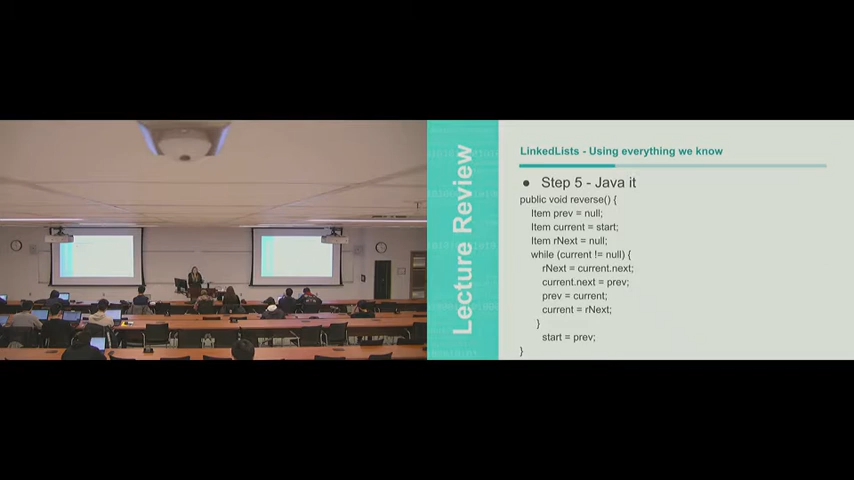 Lecture Review
LinkedLists - Using everything we know
● Step 5 - Java it
public void reverse() {
Item prev = null;
Item current = start;
Item rNext = null;
while (current != null) {
rNext = current.next;
current.next = prev;
prev = current;
current = rNext;
}
start = prev;
}